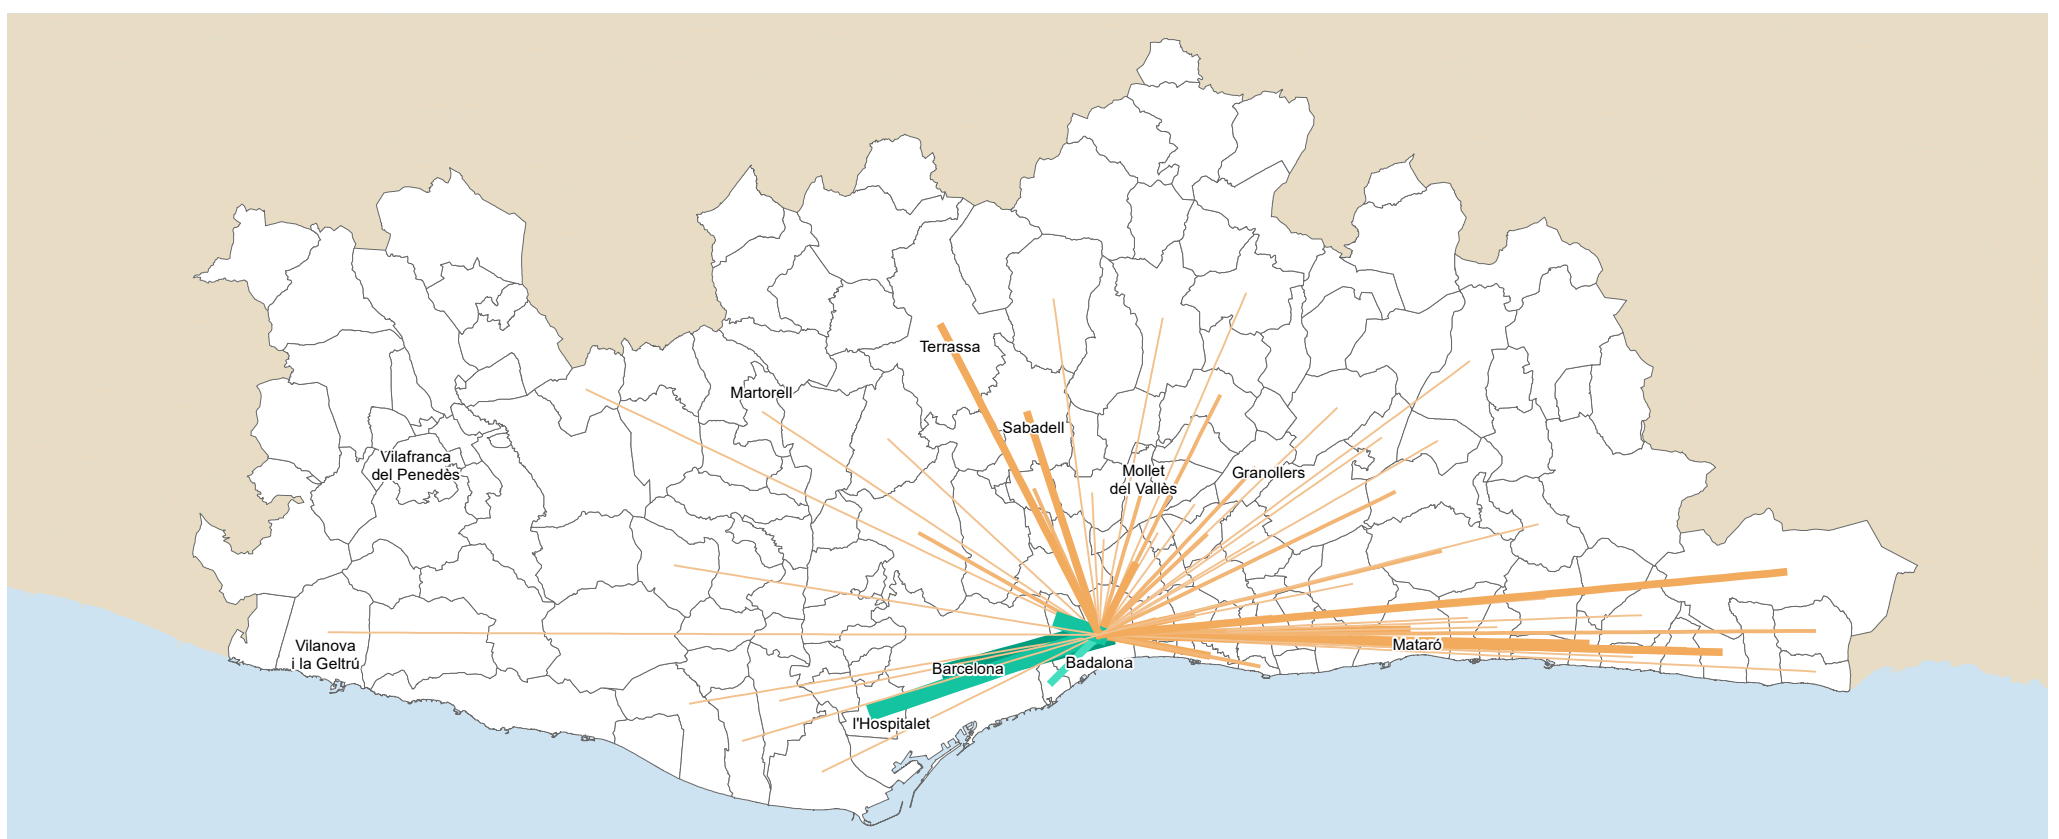 Terrassa
Martorell
Sabadell
Vilafranca
del Penedès
Mollet
del Vallès
Granollers
Vilanova
i la Geltrú
Barcelona
Badalona
Mataró
l'Hospitalet